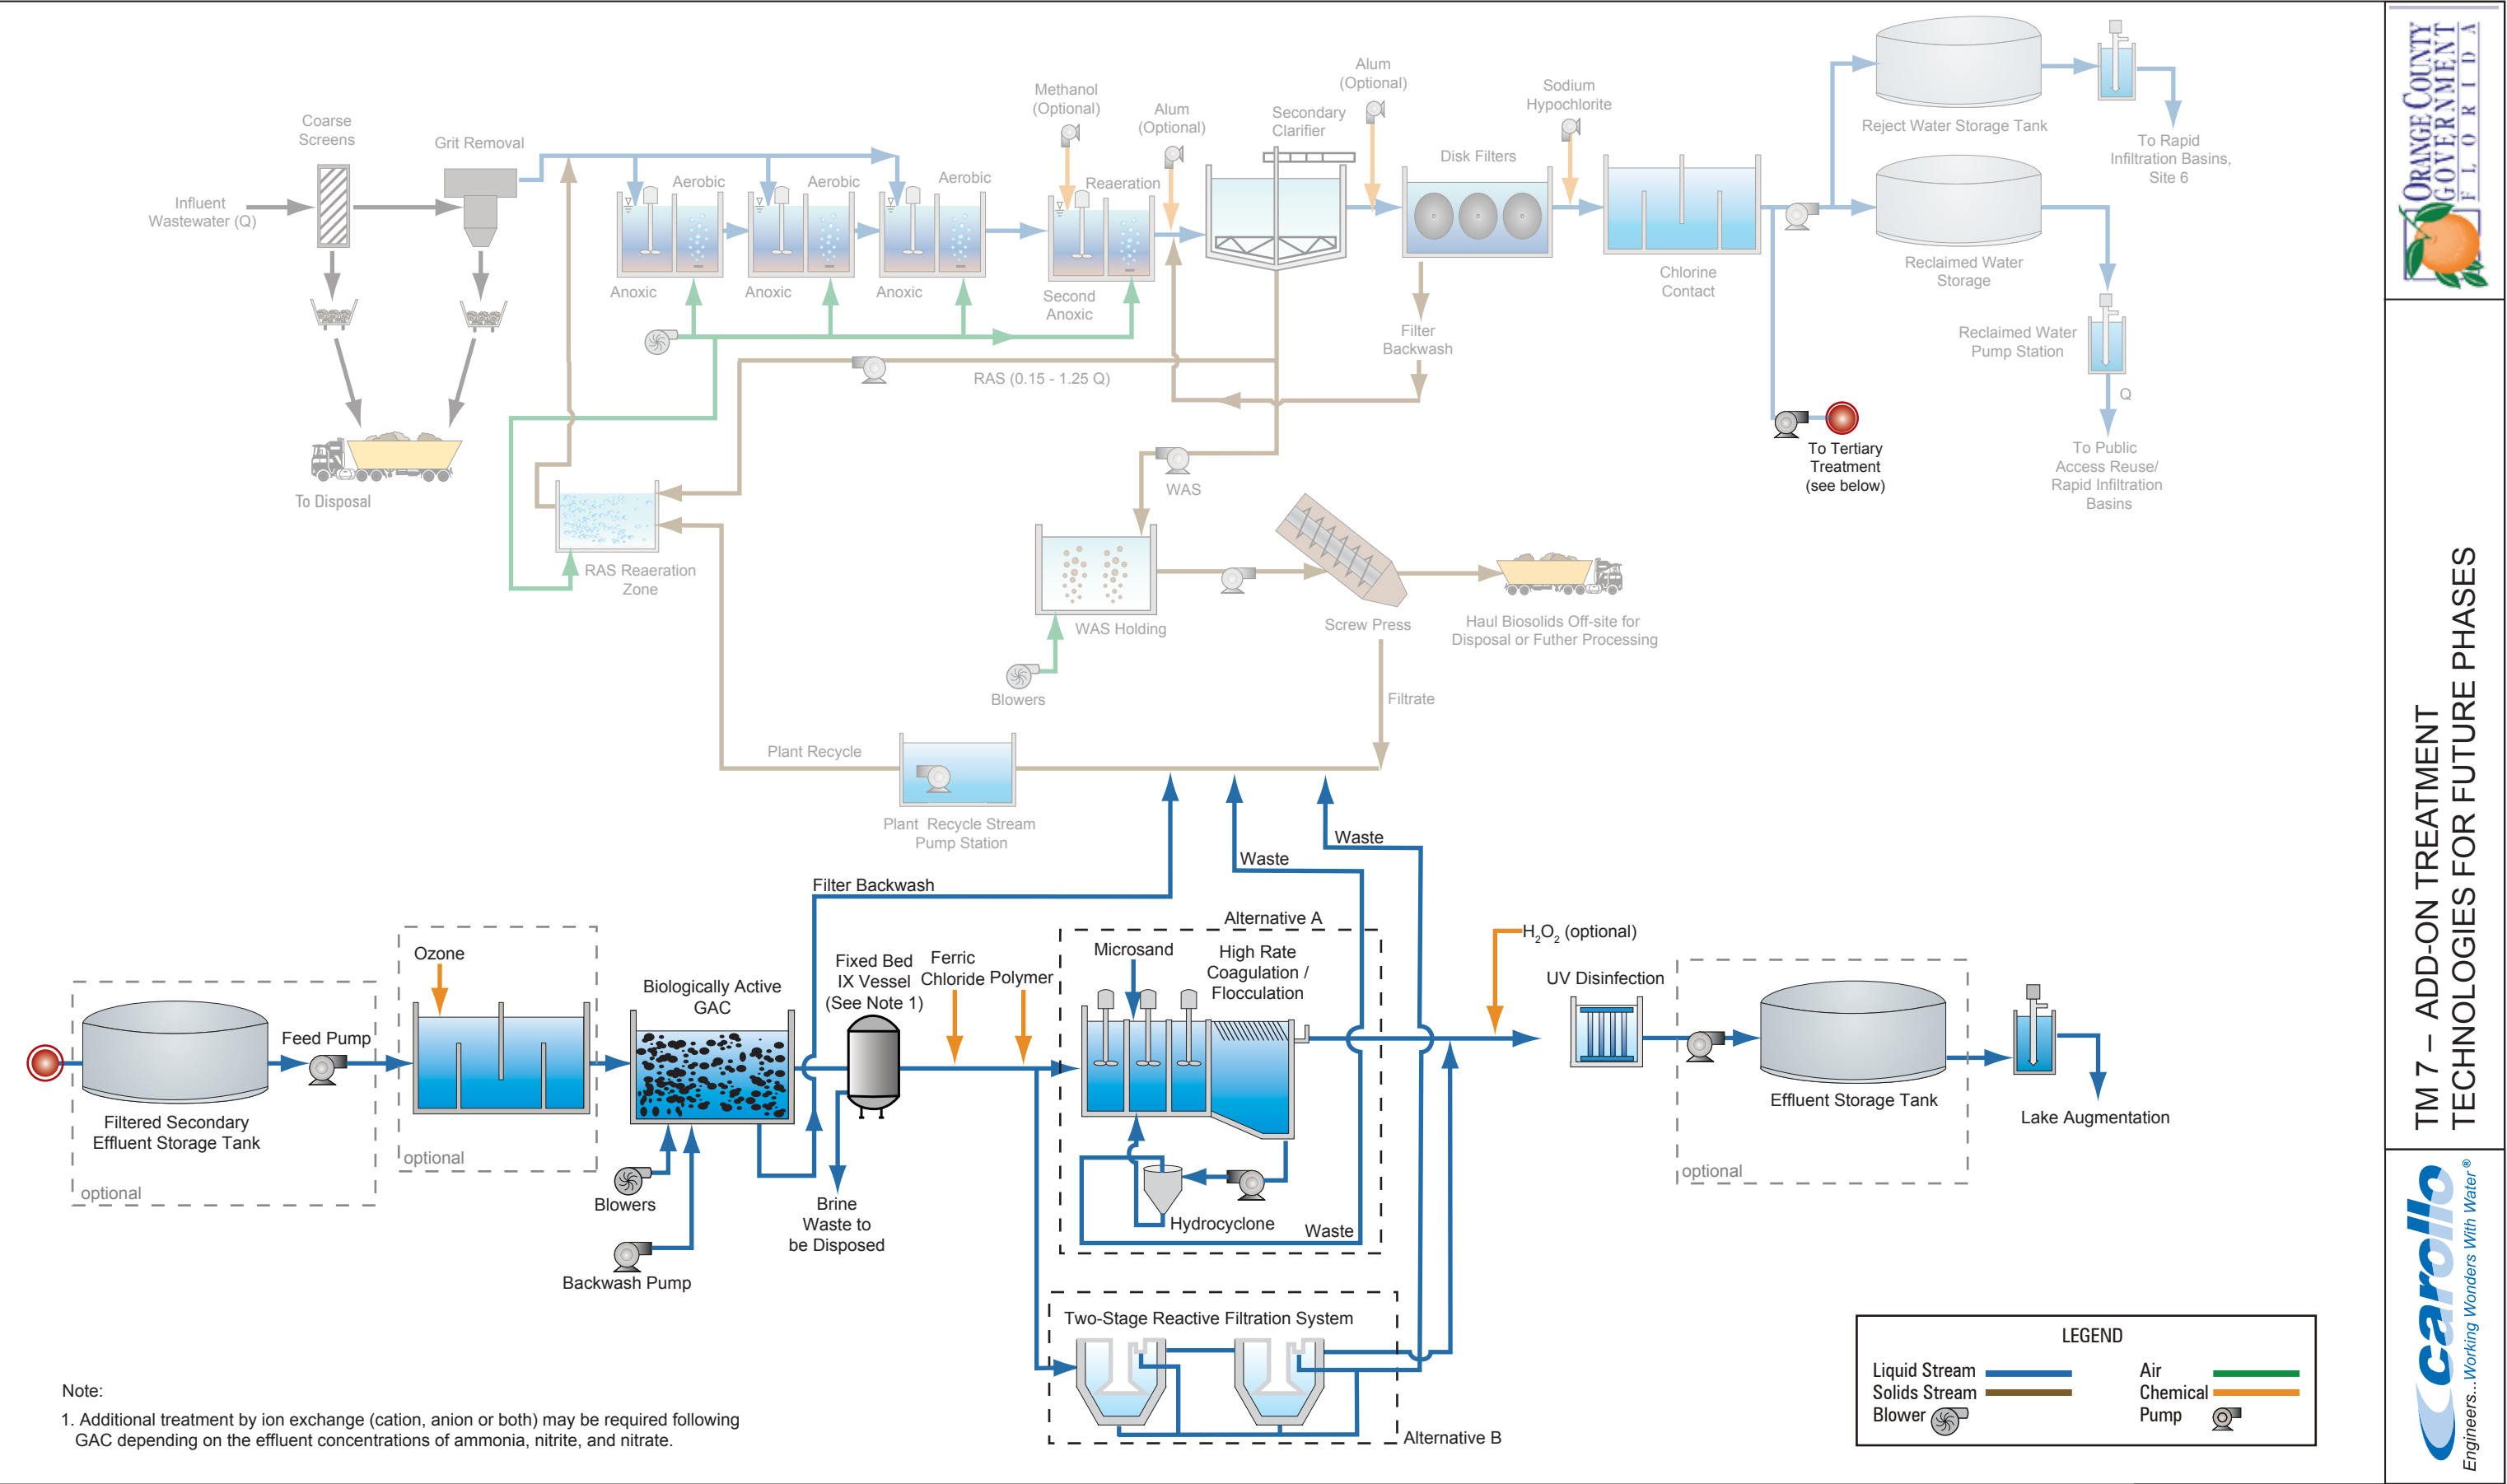 Coarse
Screens
Grit Removal
Influent
Wastewater (Q)
To Disposal
Aerobic
Aerobic
Aerobic
Anoxic
Anoxic
Anoxic
Methanol
(Optional)
Alum
(Optional)
Reaeration
Second
Anoxic
Secondary
Clarifier
Alum
(Optional)
Disk Filters
Sodium
Hypochlorite
Chlorine
Contact
Reject Water Storage Tank
To Rapid
Infiltration Basins,
Site 6
Reclaimed Water
Storage
Reclaimed Water
Pump Station
Q
To Public
Access Reuse/
Rapid Infiltration
Basins
To Tertiary
Treatment
(see below)
Filter
Backwash
RAS (0.15 - 1.25 Q)
WAS
RAS Reaeration
Zone
WAS Holding
Blowers
Screw Press
Haul Biosolids Off-site for
Disposal or Futher Processing
Filtrate
Plant Recycle
Plant Recycle Stream
Pump Station
Waste
Waste
Filter Backwash
Filtered Secondary
Effluent Storage Tank
optional
Feed Pump
Ozone
optional
Biologically Active
GAC
Blowers
Backwash Pump
Fixed Bed
IX Vessel
(See Note 1)
Brine
Waste to
be Disposed
Ferric
Chloride
Polymer
Alternative A
Microsand
High Rate
Coagulation /
Flocculation
Hydrocyclone
Waste
Two-Stage Reactive Filtration System
Alternative B
H2O2 (optional)
UV Disinfection
Effluent Storage Tank
optional
Lake Augmentation
Note:
1. Additional treatment by ion exchange (cation, anion or both) may be required following
GAC depending on the effluent concentrations of ammonia, nitrite, and nitrate.
LEGEND
Liquid Stream
Solids Stream
Blower
Air
Chemical
Pump
ORANGE COUNTY
GOVERNMENT
FLORIDA
TM 7 – ADD-ON TREATMENT
TECHNOLOGIES FOR FUTURE PHASES
carollo
Engineers...Working Wonders With Water®